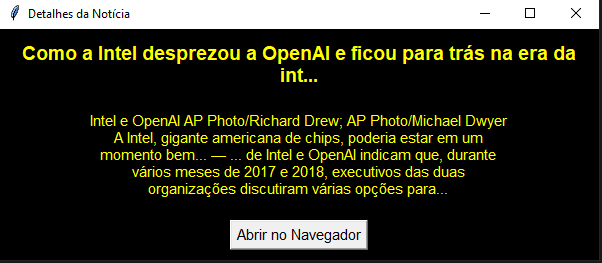 Detalhes da Notícia
Como a Intel desprezou a OpenAI e ficou para trás na era da
int...
Intel e OpenAI AP Photo/Richard Drew; AP Photo/Michael Dwyer
A Intel, gigante americana de chips, poderia estar em um
momento bem... — ... de Intel e OpenAI indicam que, durante
vários meses de 2017 e 2018, executivos das duas
organizações discutiram várias opções para...
Abrir no Navegador